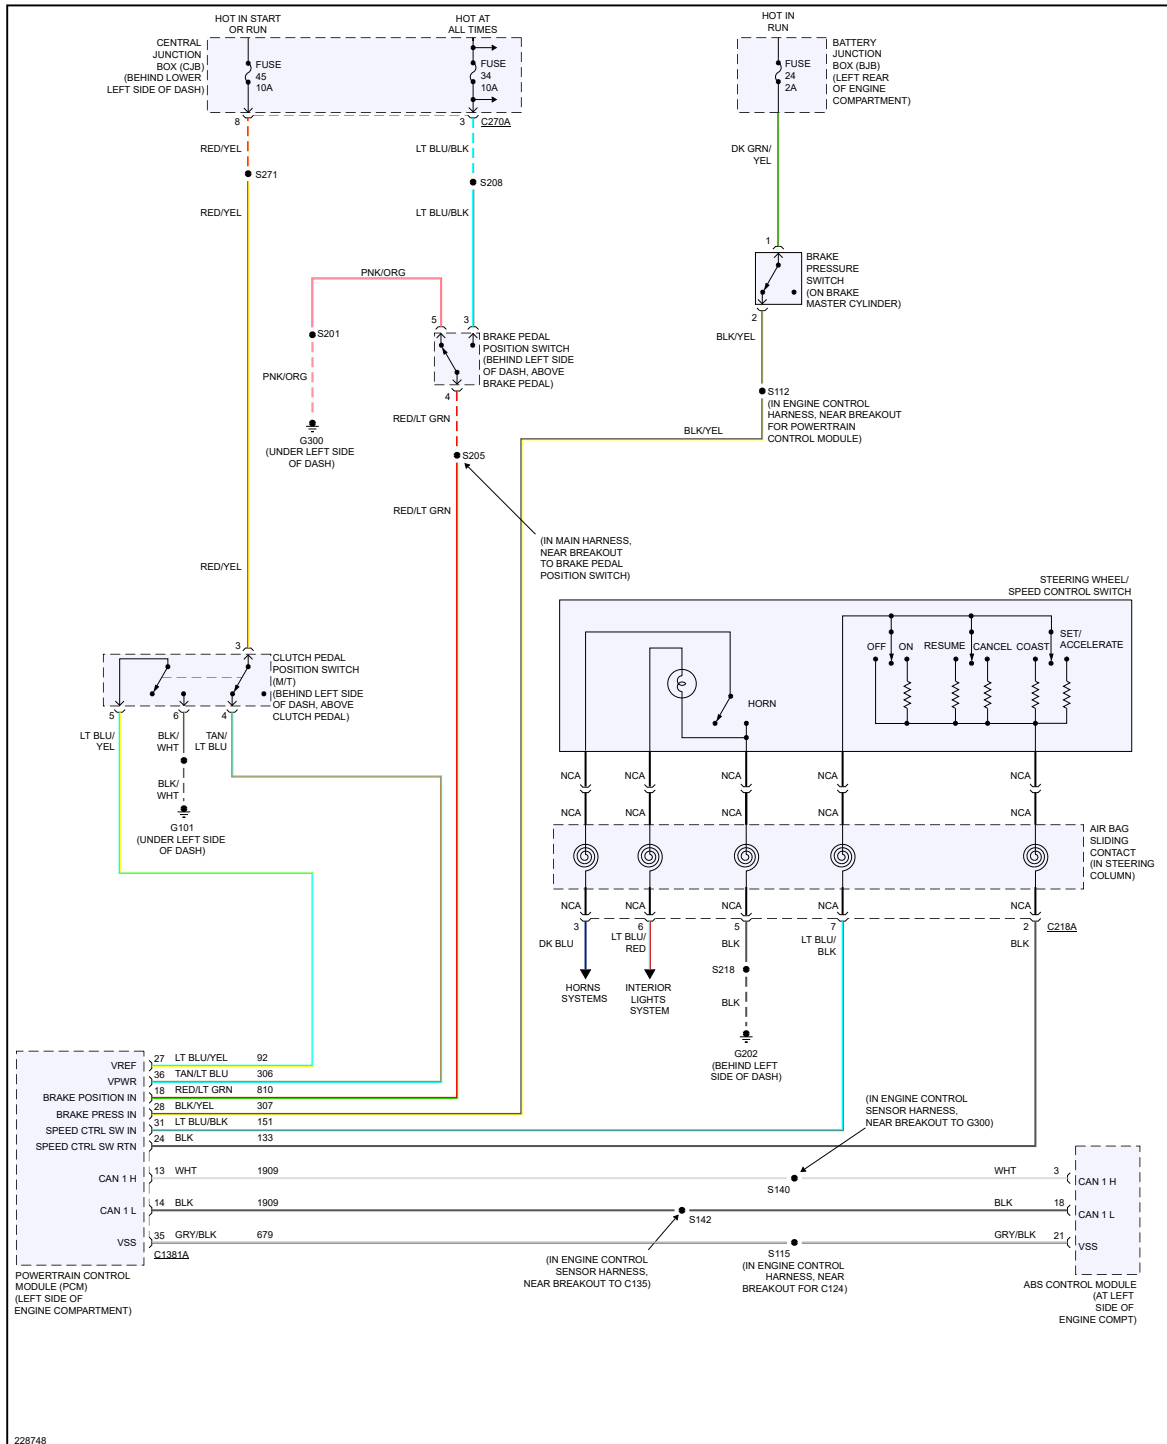 HOT IN START
OR RUN
HOT AT
ALL TIMES
HOT IN
RUN
CENTRAL
JUNCTION
BOX (CJB)
(BEHIND LOWER
LEFT SIDE OF DASH)
FUSE
45
10A
FUSE
34
10A
FUSE
24
2A
BATTERY
JUNCTION
BOX (BJB)
(LEFT REAR
OF ENGINE
COMPARTMENT)
8
3
C270A
RED/YEL
LT BLU/BLK
DK GRN/
YEL
S271
S208
RED/YEL
LT BLU/BLK
1
BRAKE
PRESSURE
SWITCH
(ON BRAKE
MASTER CYLINDER)
2
PNK/ORG
S201
PNK/ORG
G300
(UNDER LEFT SIDE
OF DASH)
5
3
BRAKE PEDAL
POSITION SWITCH
(BEHIND LEFT SIDE
OF DASH, ABOVE
BRAKE PEDAL)
4
BLK/YEL
S112
(IN ENGINE CONTROL
HARNESS, NEAR BREAKOUT
FOR POWERTRAIN
CONTROL MODULE)
BLK/YEL
RED/LT GRN
S205
RED/LT GRN
(IN MAIN HARNESS,
NEAR BREAKOUT
TO BRAKE PEDAL
POSITION SWITCH)
RED/YEL
STEERING WHEEL/
SPEED CONTROL SWITCH
OFF
ON
RESUME
CANCEL
COAST
SET/
ACCELERATE
HORN
3
CLUTCH PEDAL
POSITION SWITCH
(M/T)
(BEHIND LEFT SIDE
OF DASH, ABOVE
CLUTCH PEDAL)
5
6
4
LT BLU/
YEL
BLK/
WHT
TAN/
LT BLU
BLK/
WHT
G101
(UNDER LEFT SIDE
OF DASH)
NCA
NCA
NCA
NCA
NCA
NCA
NCA
NCA
NCA
NCA
AIR BAG
SLIDING
CONTACT
(IN STEERING
COLUMN)
NCA
NCA
NCA
NCA
NCA
3
6
5
7
2
C218A
DK BLU
LT BLU/
RED
BLK
LT BLU/
BLK
BLK
S218
BLK
HORNS
SYSTEMS
INTERIOR
LIGHTS
SYSTEM
G202
(BEHIND LEFT
SIDE OF DASH)
VREF
27
LT BLU/YEL
92
VPWR
36
TAN/LT BLU
306
BRAKE POSITION IN
18
RED/LT GRN
810
BRAKE PRESS IN
28
BLK/YEL
307
SPEED CTRL SW IN
31
LT BLU/BLK
151
SPEED CTRL SW RTN
24
BLK
133
CAN 1 H
13
WHT
1909
CAN 1 L
14
BLK
1909
VSS
35
GRY/BLK
679
C1381A
POWERTRAIN CONTROL
MODULE (PCM)
(LEFT SIDE OF
ENGINE COMPARTMENT)
(IN ENGINE CONTROL
SENSOR HARNESS,
NEAR BREAKOUT TO G300)
S140
S142
(IN ENGINE CONTROL
SENSOR HARNESS,
NEAR BREAKOUT TO C135)
S115
(IN ENGINE CONTROL
HARNESS, NEAR
BREAKOUT FOR C124)
WHT
3
CAN 1 H
BLK
18
CAN 1 L
GRY/BLK
21
VSS
ABS CONTROL MODULE
(AT LEFT
SIDE OF
ENGINE COMPT)
228748